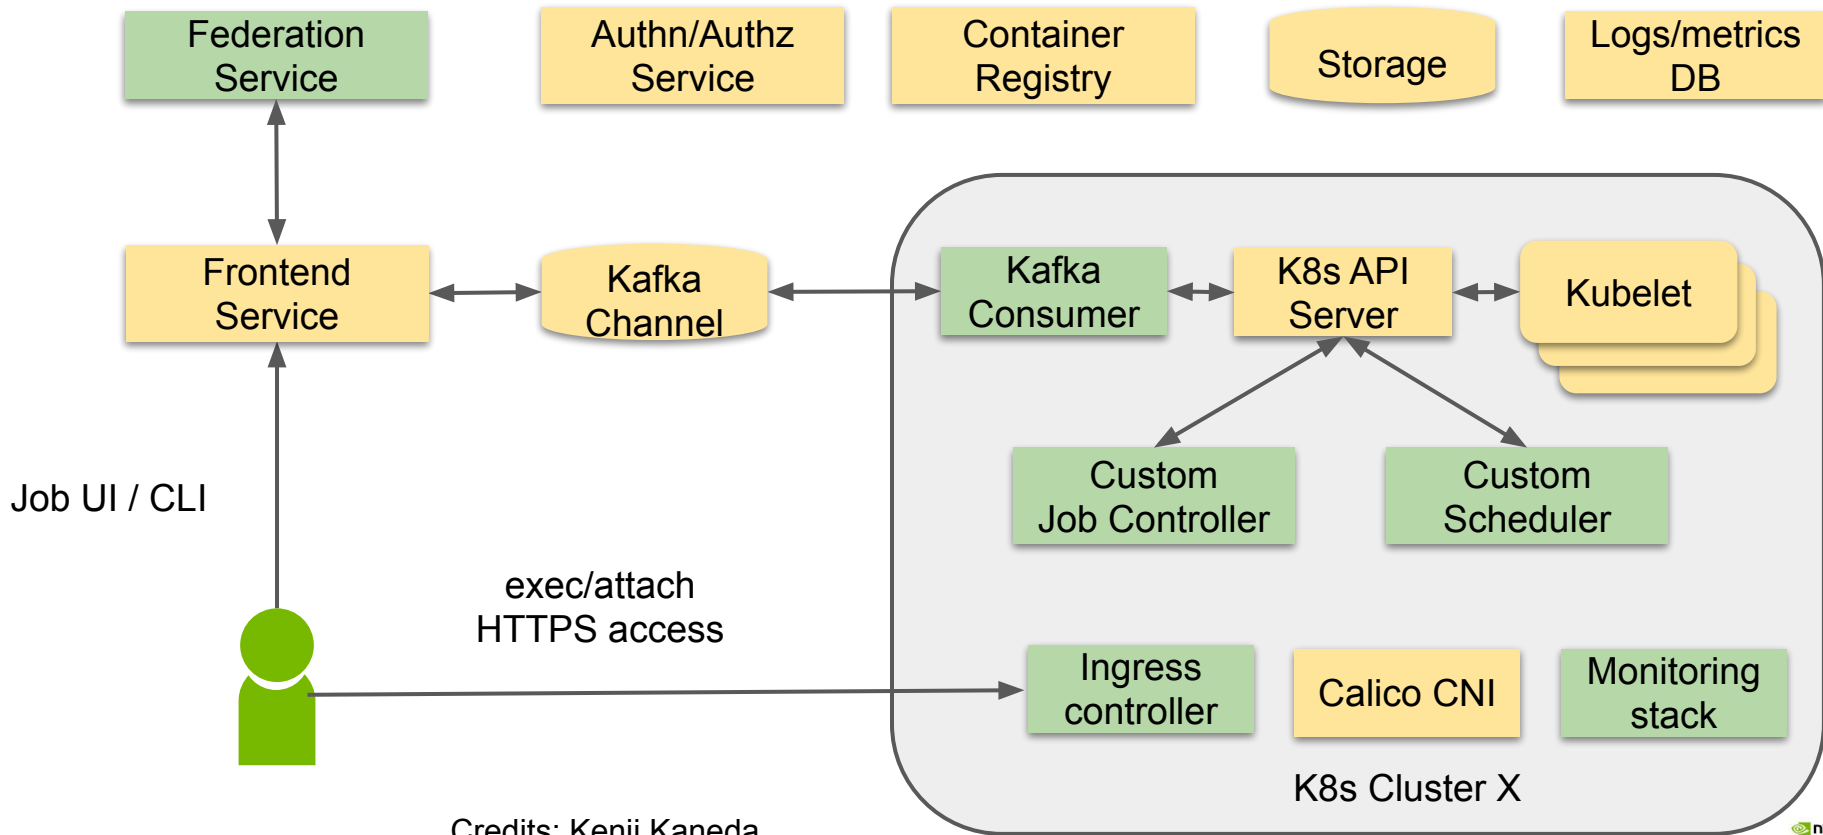 Federation
Service
Authn/Authz
Service
Container
Registry
Storage
Logs/metrics
DB
Frontend
Service
Kafka
Channel
Kafka
Consumer
K8s API
Server
Kubelet
Custom
Job Controller
Custom
Scheduler
Job UI / CLI
exec/attach
HTTPS access
Ingress
controller
Calico CNI
Monitoring
stack
K8s Cluster X
Credits: Kenji Kaneda